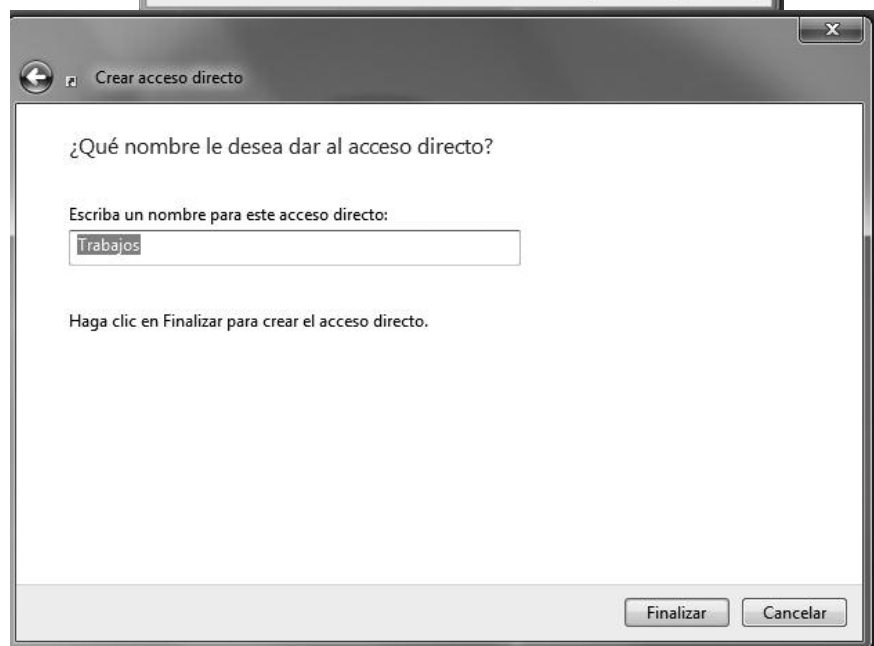 X
Crear acceso directo
¿Qué nombre le desea dar al acceso directo?
Escriba un nombre para este acceso directo:
Trabajos
Haga clic en Finalizar para crear el acceso directo.
Finalizar Cancelar